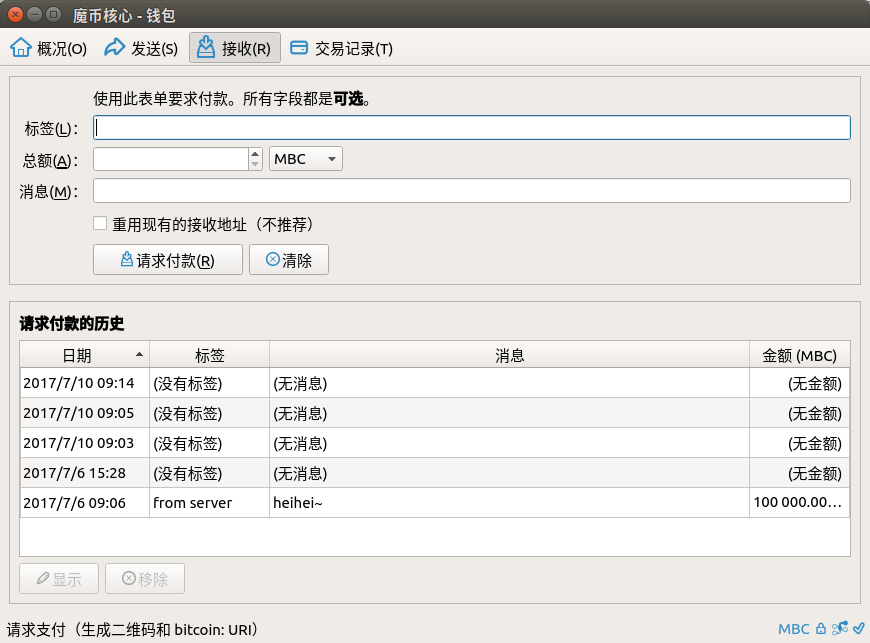 魔币核心 - 钱包
概况(O) 发送(S) 接收(R) 交易记录(T)
使用此表单要求付款。所有字段都是可选。
标签(L)：
总额(A)： MBC
消息(M)：
重用现有的接收地址（不推荐）
请求付款(R) 清除
请求付款的历史
日期 标签 消息 金额 (MBC)
2017/7/10 09:14 (没有标签) (无消息) (无金额)
2017/7/10 09:05 (没有标签) (无消息) (无金额)
2017/7/10 09:03 (没有标签) (无消息) (无金额)
2017/7/6 15:28 (没有标签) (无消息) (无金额)
2017/7/6 09:06 from server heihei~ 100 000.00…
显示 移除
请求支付（生成二维码和 bitcoin: URI） MBC